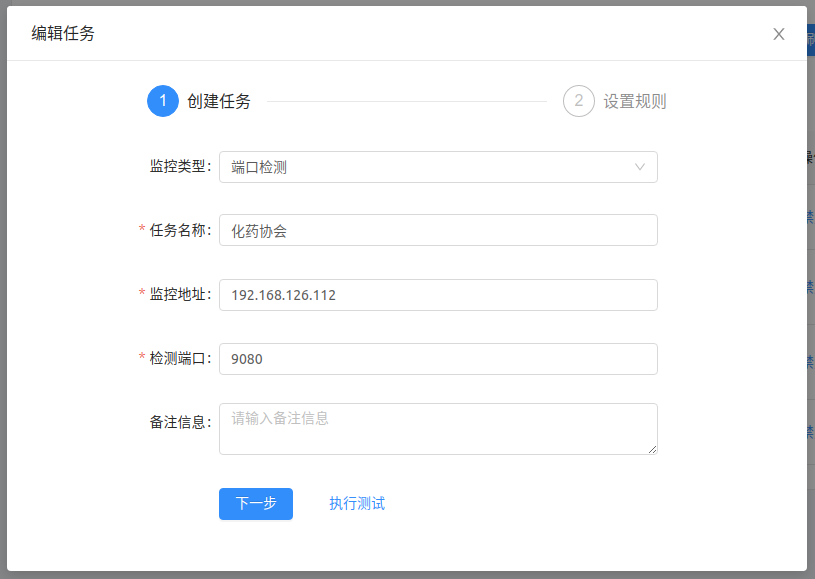 编辑任务
1 创建任务
2 设置规则
监控类型： 端口检测
* 任务名称： 化药协会
* 监控地址： 192.168.126.112
* 检测端口： 9080
备注信息： 请输入备注信息
下一步 执行测试